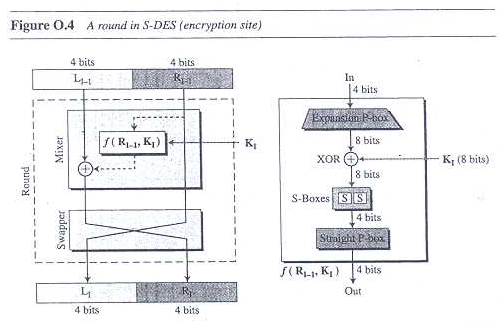 Figure O.4 A round in S-DES (encryption site)
4 bits
4 bits
L_{I-1}
R_{I-1}
Round
Mixer
f ( R_{I-1}, K_I )
K_I
Swapper
L_I
R_I
4 bits
4 bits
In
4 bits
Expansion P-box
8 bits
XOR
K_I (8 bits)
8 bits
S-Boxes
S S
4 bits
Straight P-box
f ( R_{I-1}, K_I )
4 bits
Out